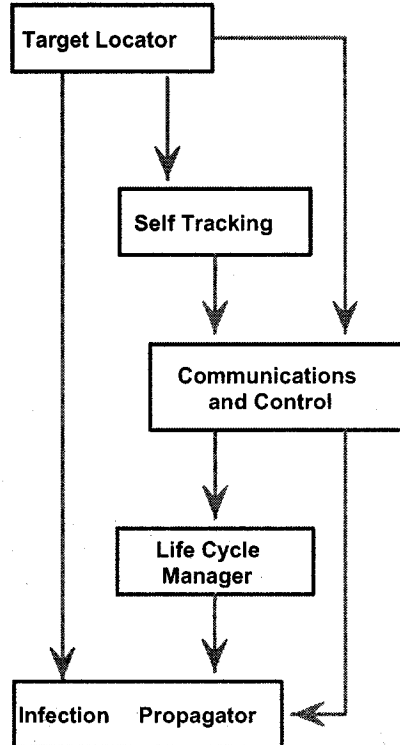 Target Locator
Self Tracking
Communications
and Control
Life Cycle
Manager
Infection Propagator